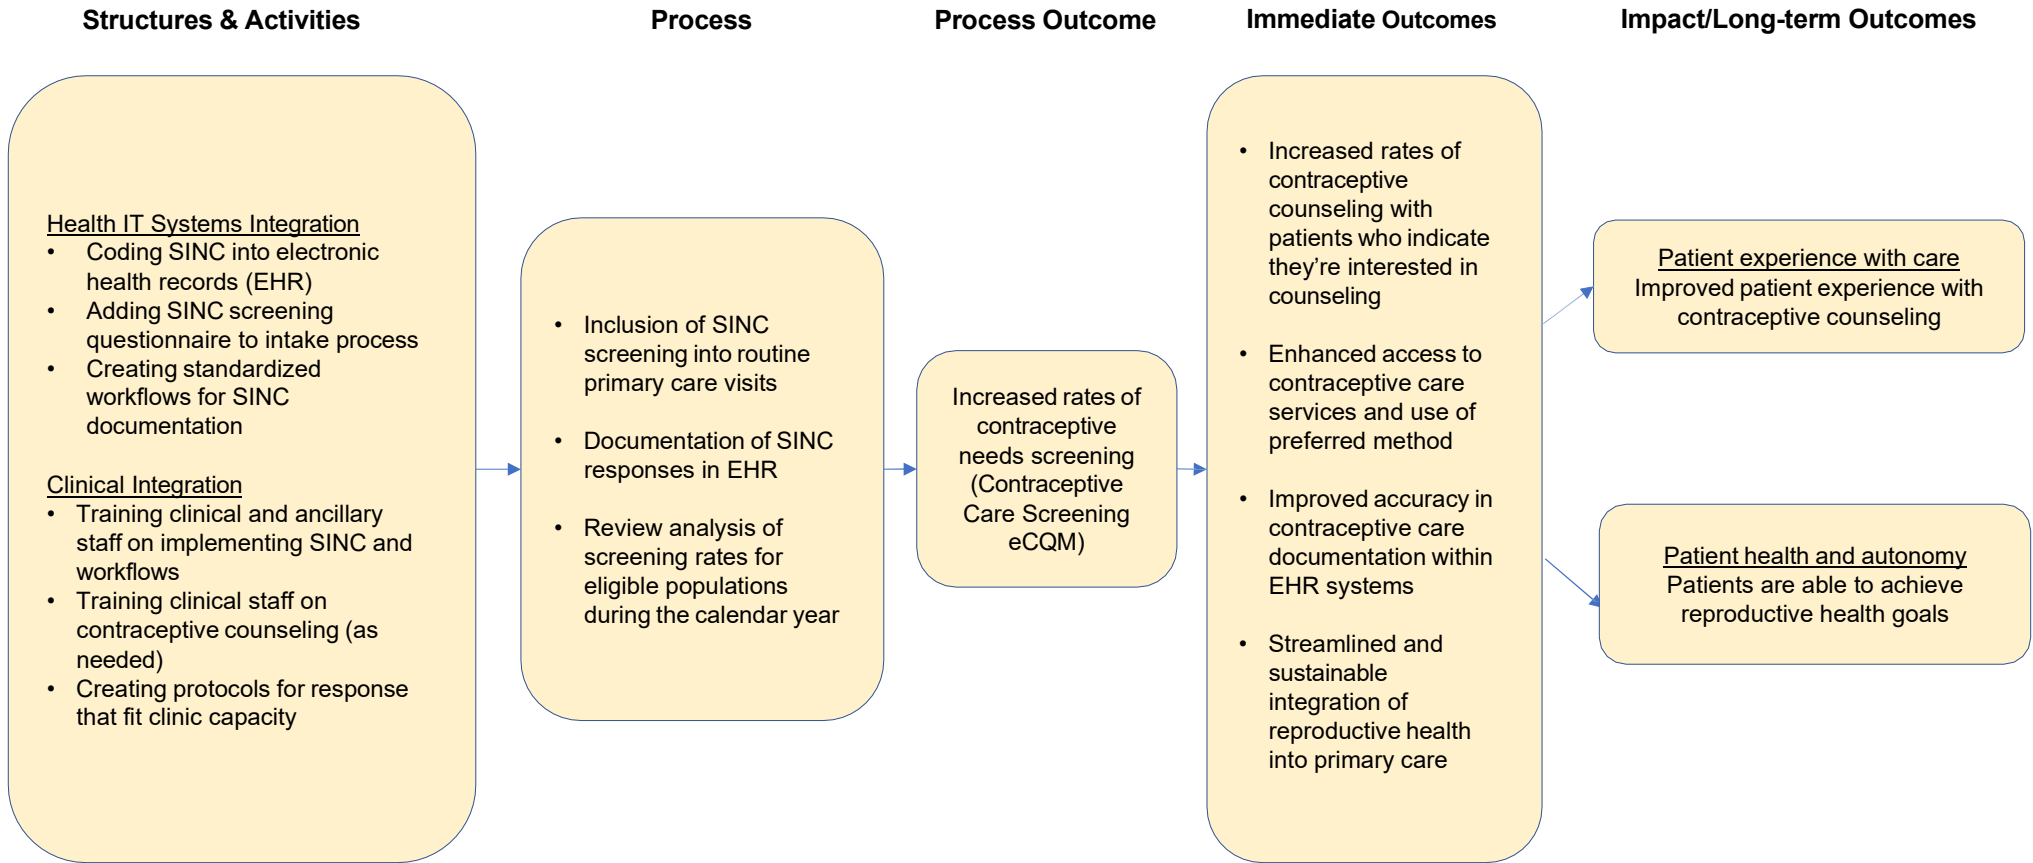 Structures & Activities
Process
Process Outcome
Immediate Outcomes
Impact/Long-term Outcomes
Health IT Systems Integration
• Coding SINC into electronic
health records (EHR)
• Adding SINC screening
questionnaire to intake process
• Creating standardized
workflows for SINC
documentation
Clinical Integration
• Training clinical and ancillary
staff on implementing SINC and
workflows
• Training clinical staff on
contraceptive counseling (as
needed)
• Creating protocols for response
that fit clinic capacity
• Inclusion of SINC
screening into routine
primary care visits
• Documentation of SINC
responses in EHR
• Review analysis of
screening rates for
eligible populations
during the calendar year
Increased rates of
contraceptive
needs screening
(Contraceptive
Care Screening
eCQM)
• Increased rates of
contraceptive
counseling with
patients who indicate
they’re interested in
counseling
• Enhanced access to
contraceptive care
services and use of
preferred method
• Improved accuracy in
contraceptive care
documentation within
EHR systems
• Streamlined and
sustainable
integration of
reproductive health
into primary care
Patient experience with care
Improved patient experience with
contraceptive counseling
Patient health and autonomy
Patients are able to achieve
reproductive health goals